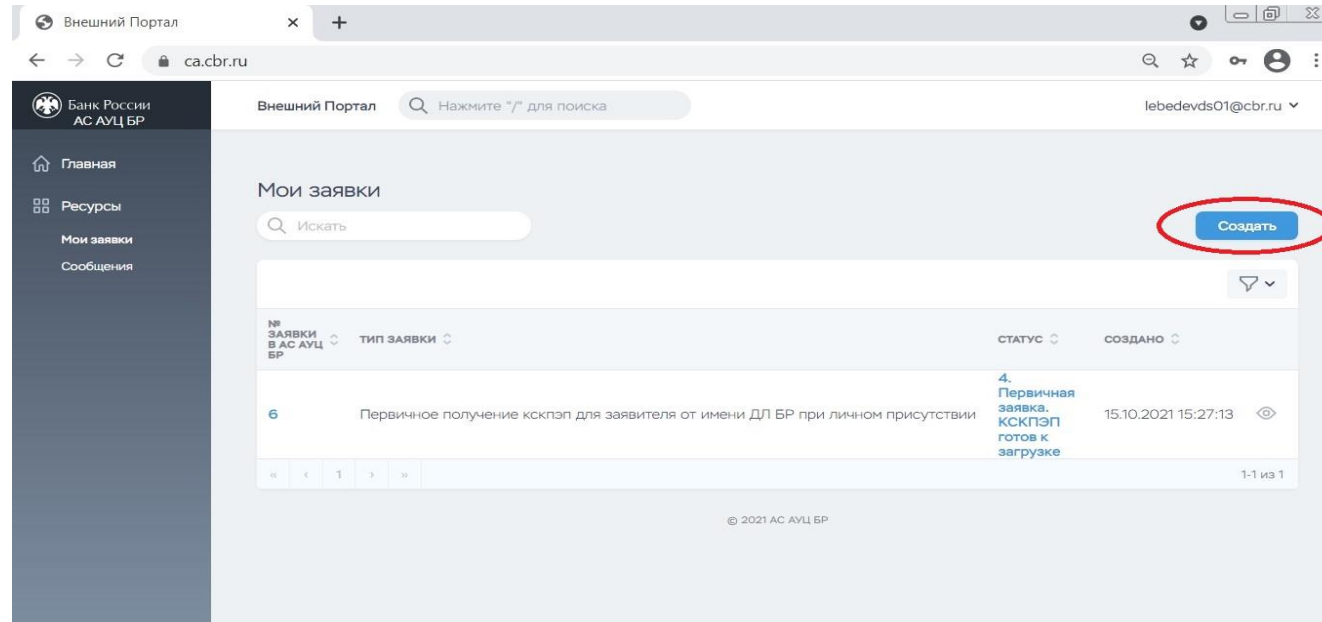 Внешний Портал
ca.cbr.ru
Банк России
АС АУЦ БР
Внешний Портал
Нажмите "/" для поиска
lebedevds01@cbr.ru
Главная
Ресурсы
Мои заявки
Сообщения
Мои заявки
Искать
Создать
№
ЗАЯВКИ
В АС АУЦ
БР
ТИП ЗАЯВКИ
СТАТУС
СОЗДАНО
6
Первичное получение кскпэп для заявителя от имени ДЛ БР при личном присутствии
4.
Первичная
заявка.
КСКПЭП
готов к
загрузке
15.10.2021 15:27:13
« ‹ 1 › »
1-1 из 1
© 2021 АС АУЦ БР